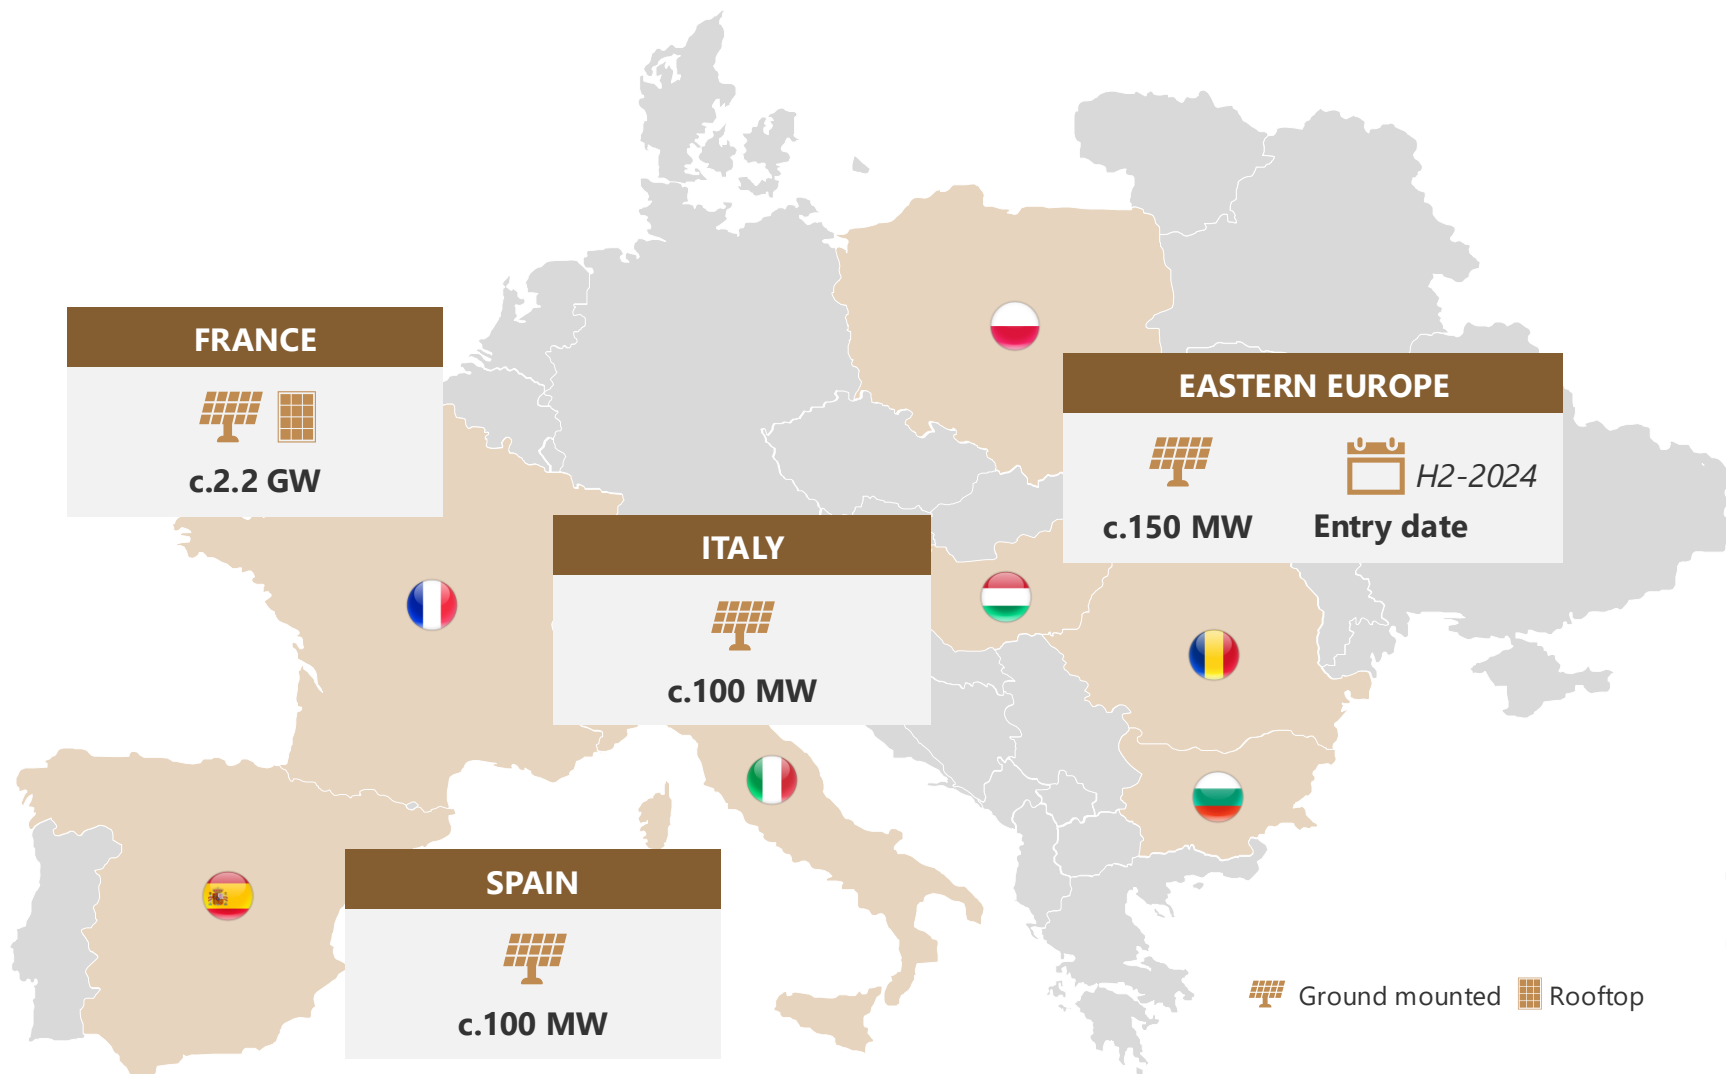 FRANCE
c.2.2 GW
EASTERN EUROPE
H2-2024
c.150 MW
Entry date
ITALY
c.100 MW
SPAIN
c.100 MW
Ground mounted
Rooftop